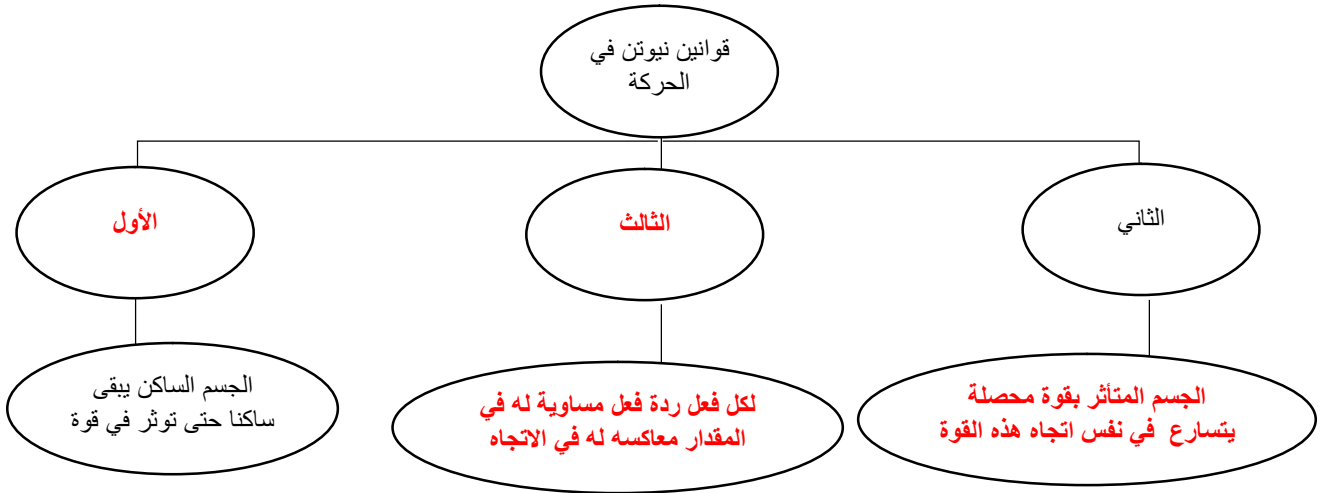 قوانين نيوتن في
الحركة
الثاني
الثالث
الأول
الجسم المتأثر بقوة محصلة
يتسارع في نفس اتجاه هذه القوة
لكل فعل ردة فعل مساوية له في
المقدار معاكسه له في الاتجاه
الجسم الساكن يبقى
ساكنا حتى توثر في قوة